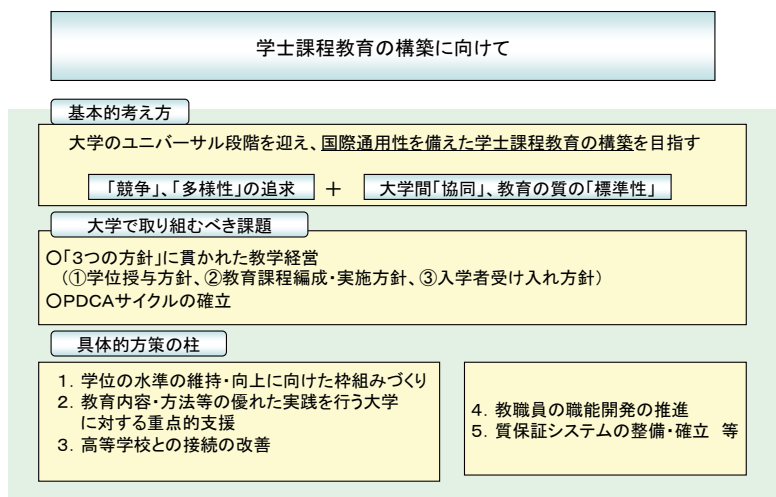 学士課程教育の構築に向けて
基本的考え方
大学のユニバーサル段階を迎え、国際通用性を備えた学士課程教育の構築を目指す
「競争」、「多様性」の追求 ＋ 大学間「協同」、教育の質の「標準性」
大学で取り組むべき課題
○「3つの方針」に貫かれた教学経営
（①学位授与方針、②教育課程編成・実施方針、③入学者受け入れ方針）
○PDCAサイクルの確立
具体的方策の柱
１．学位の水準の維持・向上に向けた枠組みづくり
２．教育内容・方法等の優れた実践を行う大学
に対する重点的支援
３．高等学校との接続の改善
４．教職員の職能開発の推進
５．質保証システムの整備・確立　等